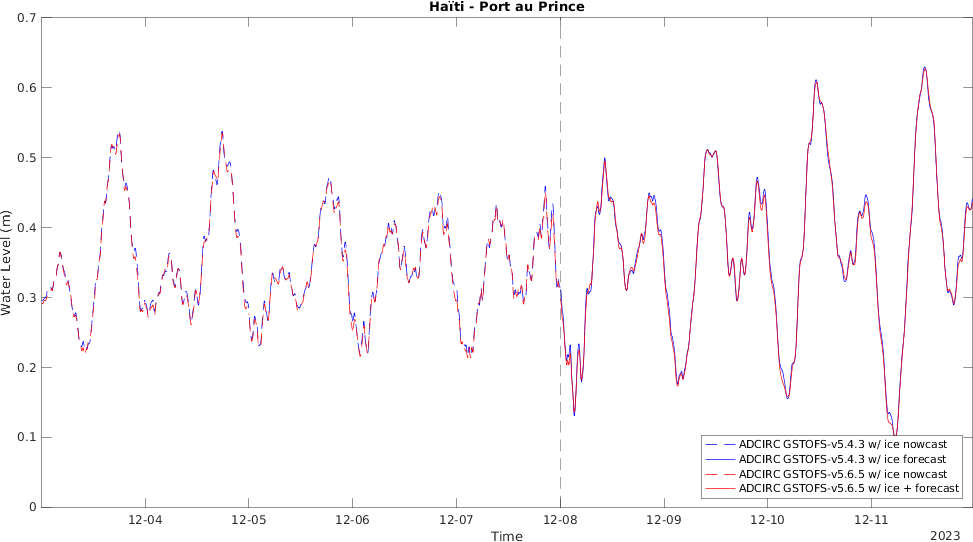 Haïti - Port au Prince
0.7
0.6
0.5
0.4
0.3
0.2
0.1
0
Water Level (m)
12-04 12-05 12-06 12-07 12-08 12-09 12-10 12-11
Time
2023
ADCIRC GSTOFS-v5.4.3 w/ ice nowcast
ADCIRC GSTOFS-v5.4.3 w/ ice forecast
ADCIRC GSTOFS-v5.6.5 w/ ice nowcast
ADCIRC GSTOFS-v5.6.5 w/ ice + forecast